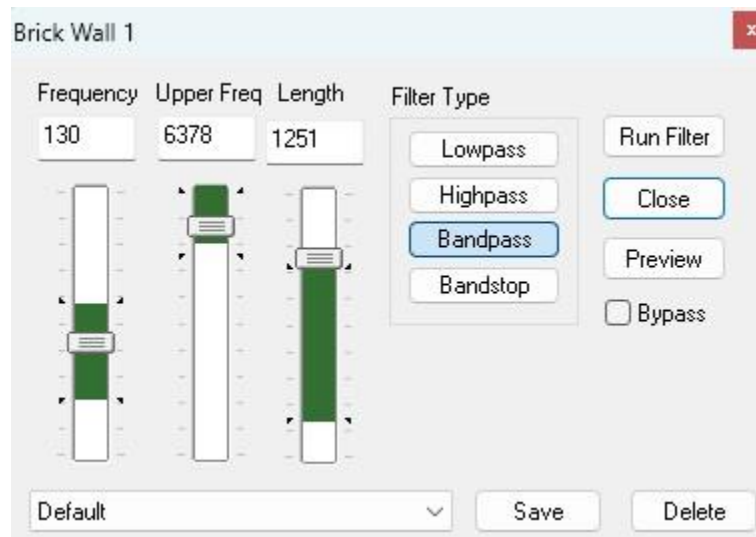 Brick Wall 1
x
Frequency Upper Freq Length
130 6378 1251
Filter Type
Lowpass
Highpass
Bandpass
Bandstop
Run Filter
Close
Preview
Bypass
Default
Save
Delete